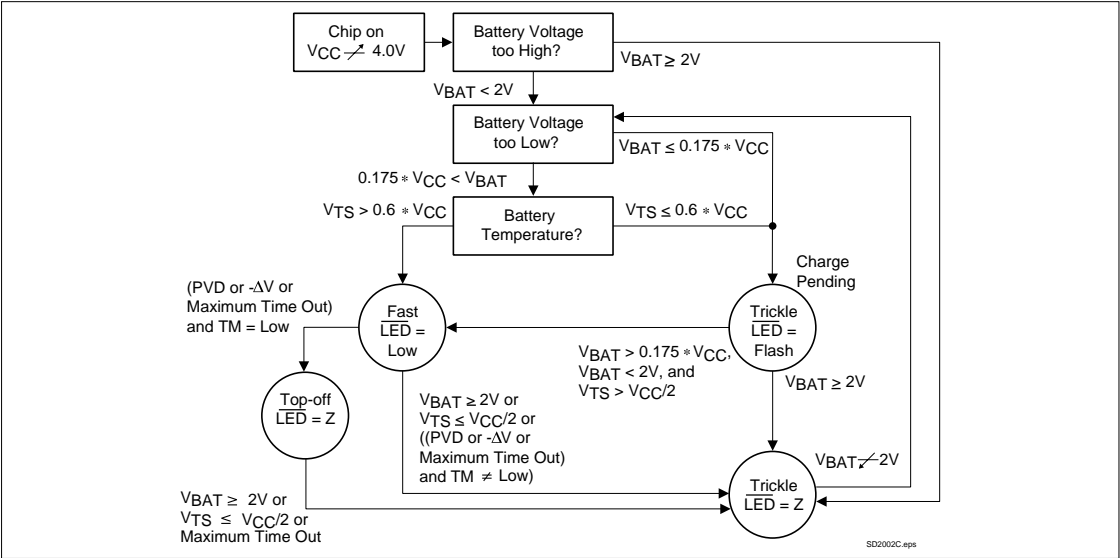 Chip on
VCC ↗ 4.0V
Battery Voltage
too High?
VBAT ≥ 2V
VBAT < 2V
Battery Voltage
too Low?
VBAT ≤ 0.175 * VCC
0.175 * VCC < VBAT
VTS > 0.6 * VCC
Battery
Temperature?
VTS ≤ 0.6 * VCC
Charge
Pending
(PVD or -ΔV or
Maximum Time Out)
and TM = Low
Fast
LED =
Low
Trickle
LED =
Flash
VBAT > 0.175 * VCC,
VBAT < 2V, and
VTS > VCC/2
VBAT ≥ 2V
Top-off
LED = Z
VBAT ≥ 2V or
VTS ≤ VCC/2 or
((PVD or -ΔV or
Maximum Time Out)
and TM ≠ Low)
VBAT ↙ 2V
Trickle
LED = Z
VBAT ≥ 2V or
VTS ≤ VCC/2 or
Maximum Time Out
SD2002C.eps